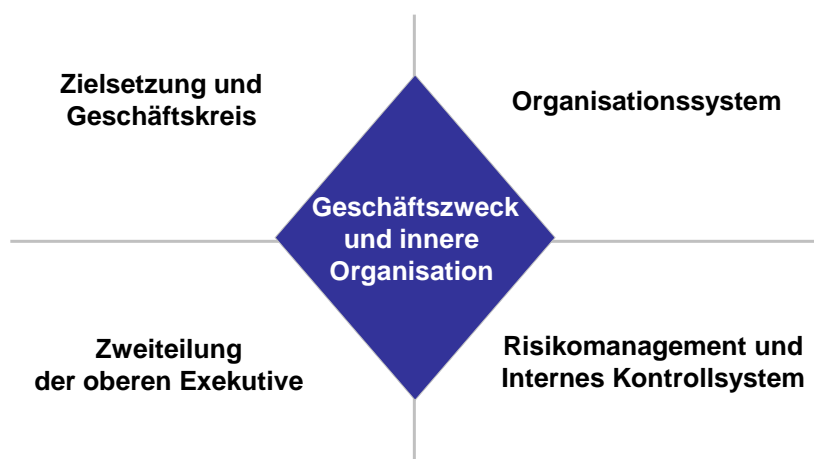 Zielsetzung und
Geschäftskreis
Organisationssystem
Geschäftszweck
und innere
Organisation
Zweiteilung
der oberen Exekutive
Risikomanagement und
Internes Kontrollsystem